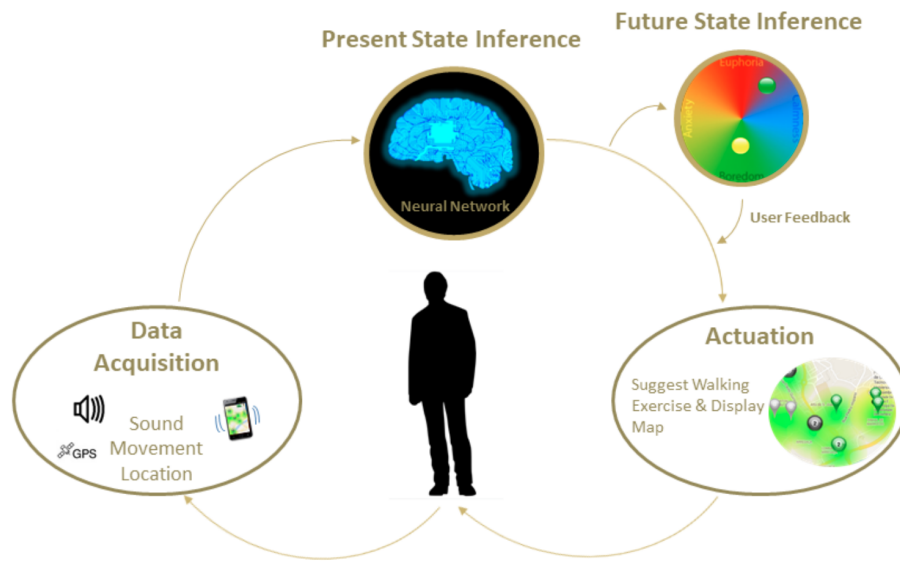 Present State Inference
Future State Inference
Euphoria
Anxiety
Calmness
Boredom
Neural Network
User Feedback
Data
Acquisition
Sound
Movement
Location
GPS
Actuation
Suggest Walking
Exercise & Display
Map